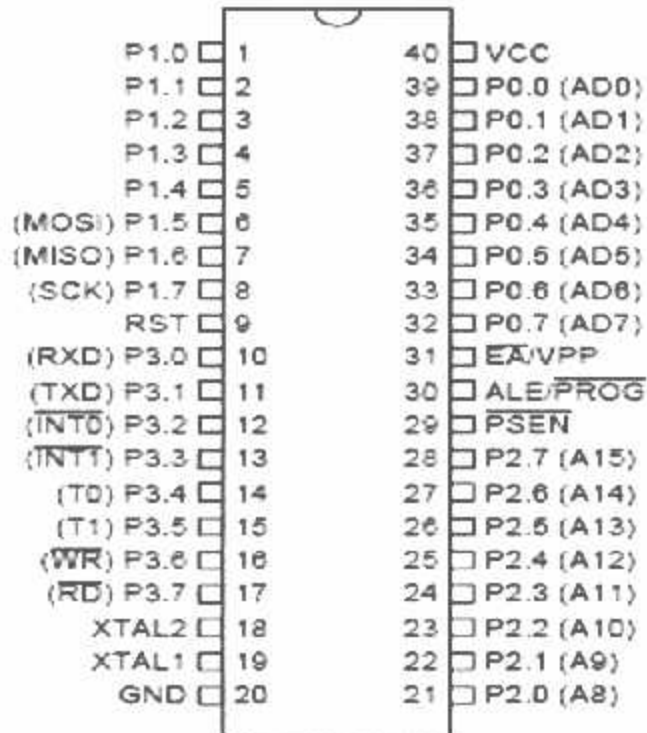 P1.0 1 40 VCC
P1.1 2 39 P0.0 (AD0)
P1.2 3 38 P0.1 (AD1)
P1.3 4 37 P0.2 (AD2)
P1.4 5 36 P0.3 (AD3)
(MOSI) P1.5 6 35 P0.4 (AD4)
(MISO) P1.6 7 34 P0.5 (AD5)
(SCK) P1.7 8 33 P0.6 (AD6)
RST 9 32 P0.7 (AD7)
(RXD) P3.0 10 31 E̅A̅/VPP
(TXD) P3.1 11 30 ALE/P̅R̅O̅G̅
(I̅N̅T̅0̅) P3.2 12 29 P̅S̅E̅N̅
(I̅N̅T̅1̅) P3.3 13 28 P2.7 (A15)
(T0) P3.4 14 27 P2.6 (A14)
(T1) P3.5 15 26 P2.5 (A13)
(W̅R̅) P3.6 16 25 P2.4 (A12)
(R̅D̅) P3.7 17 24 P2.3 (A11)
XTAL2 18 23 P2.2 (A10)
XTAL1 19 22 P2.1 (A9)
GND 20 21 P2.0 (A8)